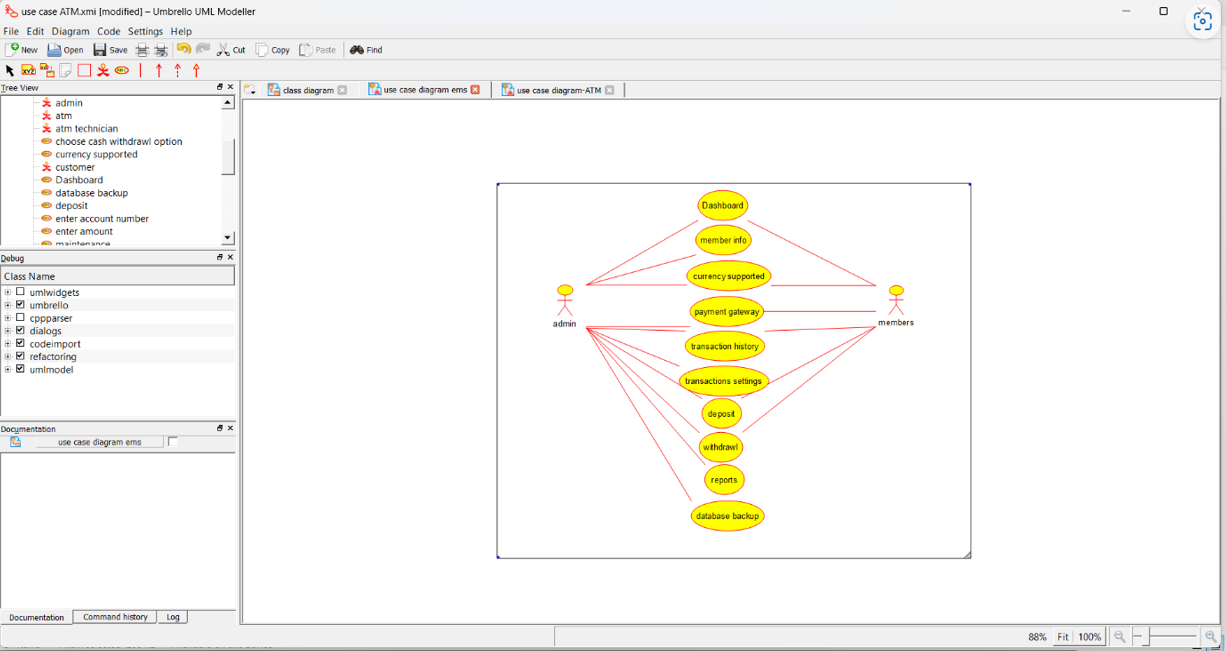 use case ATM.xmi [modified] – Umbrello UML Modeller
File Edit Diagram Code Settings Help
New Open Save Cut Copy Paste Find
XYZ
Tree View
class diagram use case diagram ems use case diagram-ATM
admin
atm
atm technician
choose cash withdrawl option
currency supported
customer
Dashboard
database backup
deposit
enter account number
enter amount
maintenance
Debug
Class Name
umlwidgets
umbrello
cppparser
dialogs
codeimport
refactoring
umlmodel
Documentation
use case diagram ems
Dashboard
member info
currency supported
payment gateway
admin
members
transaction history
transactions settings
deposit
withdrawl
reports
database backup
Documentation Command history Log
88% Fit 100%